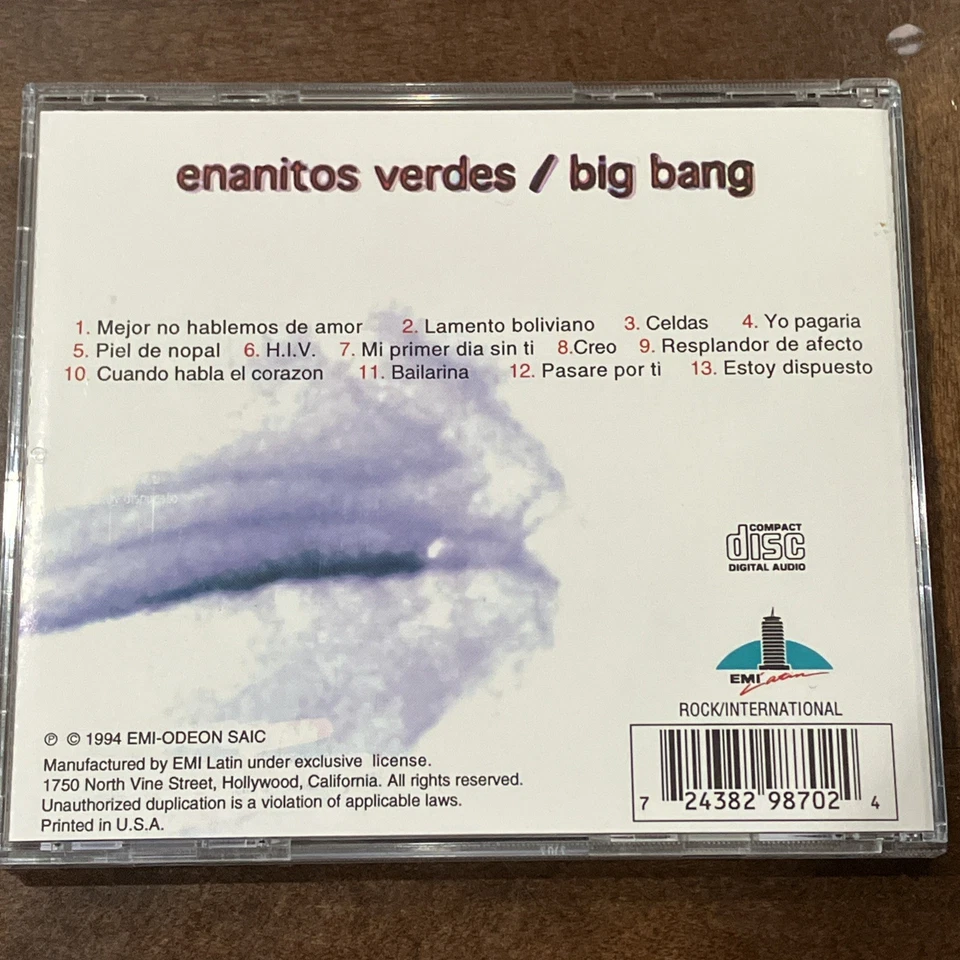 enanitos verdes / big bang
1. Mejor no hablemos de amor 2. Lamento boliviano 3. Celdas 4. Yo pagaria
5. Piel de nopal 6. H.I.V. 7. Mi primer dia sin ti 8.Creo 9. Resplandor de afecto
10. Cuando habla el corazon 11. Bailarina 12. Pasare por ti 13. Estoy dispuesto
COMPACT
disc
DIGITAL AUDIO
EMI Latin
ROCK/INTERNATIONAL
℗ © 1994 EMI-ODEON SAIC
Manufactured by EMI Latin under exclusive license.
1750 North Vine Street, Hollywood, California. All rights reserved.
Unauthorized duplication is a violation of applicable laws.
Printed in U.S.A.
7 24382 98702 4